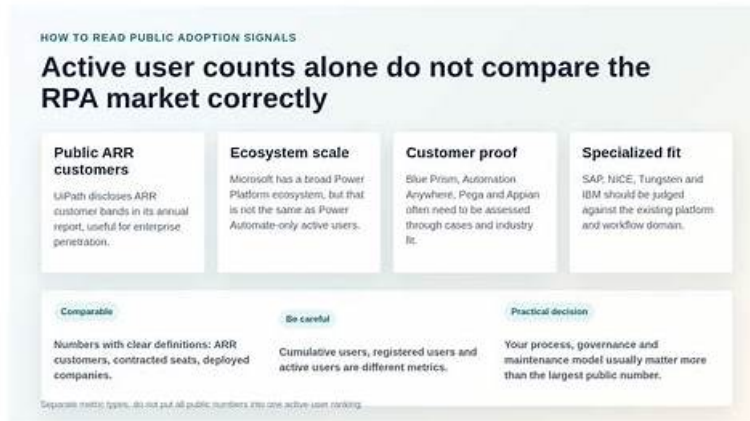 HOW TO READ PUBLIC ADOPTION SIGNALS
Active user counts alone do not compare the
RPA market correctly
Public ARR
customers
UiPath discloses ARR
customer bands in its annual
report, useful for enterprise
penetration.
Ecosystem scale
Microsoft has a broad Power
Platform ecosystem, but that
is not the same as Power
Automate-only active users.
Customer proof
Blue Prism, Automation
Anywhere, Pega and Appian
often need to be assessed
through cases and industry
fit.
Specialized fit
SAP, NICE, Tungsten and
IBM should be judged
against the existing platform
and workflow domain.
Comparable
Numbers with clear definitions: ARR
customers, contracted seats, deployed
companies.
Be careful
Cumulative users, registered users and
active users are different metrics.
Practical decision
Your process, governance and
maintenance model usually matter more
than the largest public number.
Separate metric types, do not put all public numbers into one active user ranking.